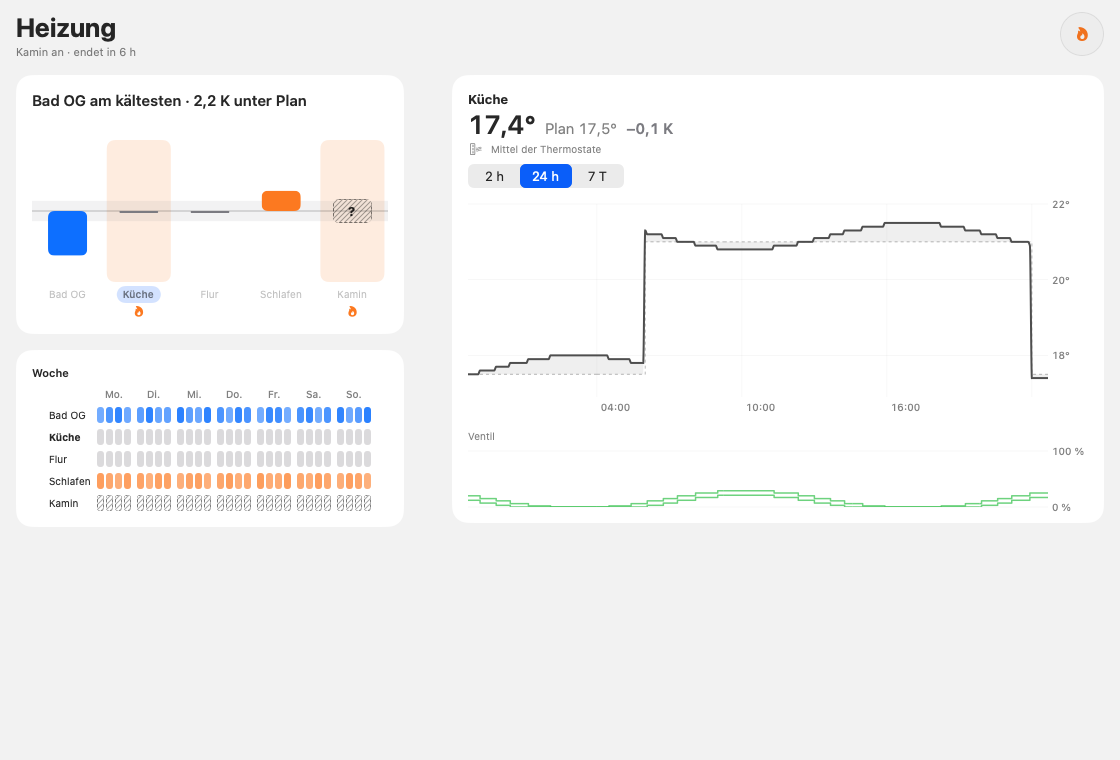 Heizung
Kamin an · endet in 6 h
Bad OG am kältesten · 2,2 K unter Plan
?
Bad OG Küche Flur Schlafen Kamin
Woche
Mo. Di. Mi. Do. Fr. Sa. So.
Bad OG
Küche
Flur
Schlafen
Kamin
Küche
17,4° Plan 17,5° −0,1 K
Mittel der Thermostate
2 h 24 h 7 T
22°
20°
18°
04:00 10:00 16:00
Ventil
100 %
0 %